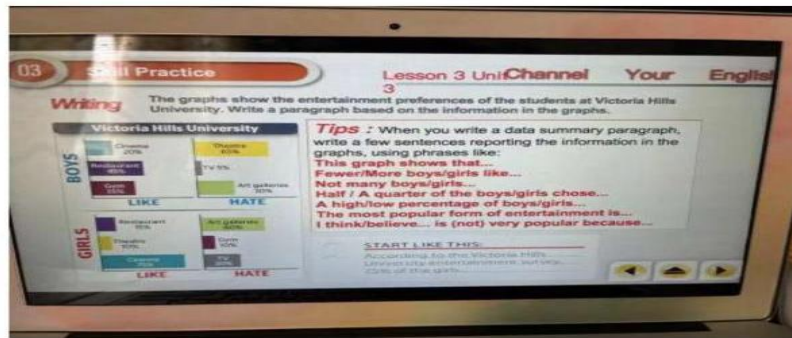 03 Skill Practice
Lesson 3 Unit Channel Your English
3
Writing
The graphs show the entertainment preferences of the students at Victoria Hills
University. Write a paragraph based on the information in the graphs.
Victoria Hills University
BOYS
Cinema
20%
Restaurant
45%
Gym
35%
LIKE
Theatre
65%
TV 5%
Art galleries
30%
HATE
GIRLS
Restaurant
15%
Theatre
10%
Cinema
75%
LIKE
Art galleries
60%
Gym
10%
TV
30%
HATE
Tips : When you write a data summary paragraph,
write a few sentences reporting the information in the
graphs, using phrases like:
This graph shows that...
Fewer/More boys/girls like...
Not many boys/girls...
Half / A quarter of the boys/girls chose...
A high/low percentage of boys/girls...
The most popular form of entertainment is...
I think/believe... is (not) very popular because...
START LIKE THIS:
According to the Victoria Hills
University entertainment survey,
75% of the girls...